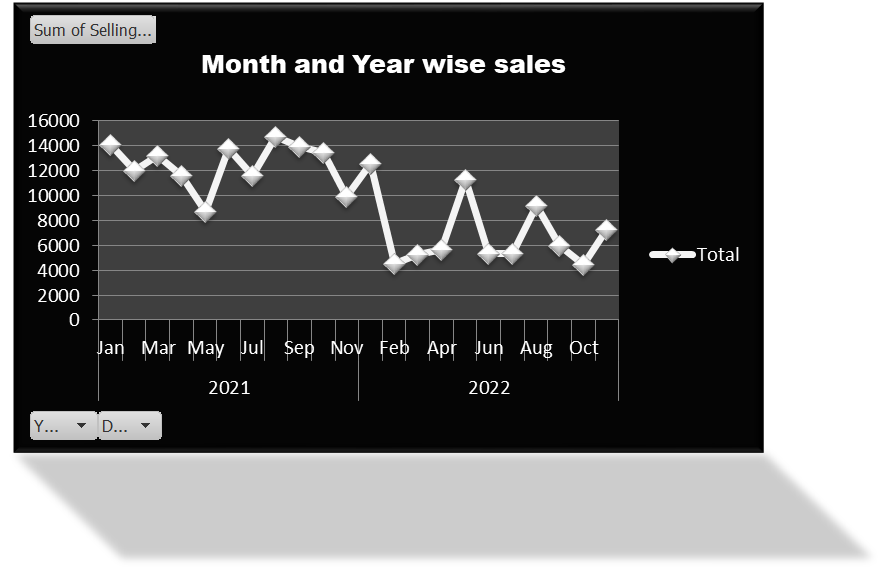 Sum of Selling...
Month and Year wise sales
16000
14000
12000
10000
8000
6000
4000
2000
0
Jan Mar May Jul Sep Nov Feb Apr Jun Aug Oct
2021 2022
Total
Y... D...